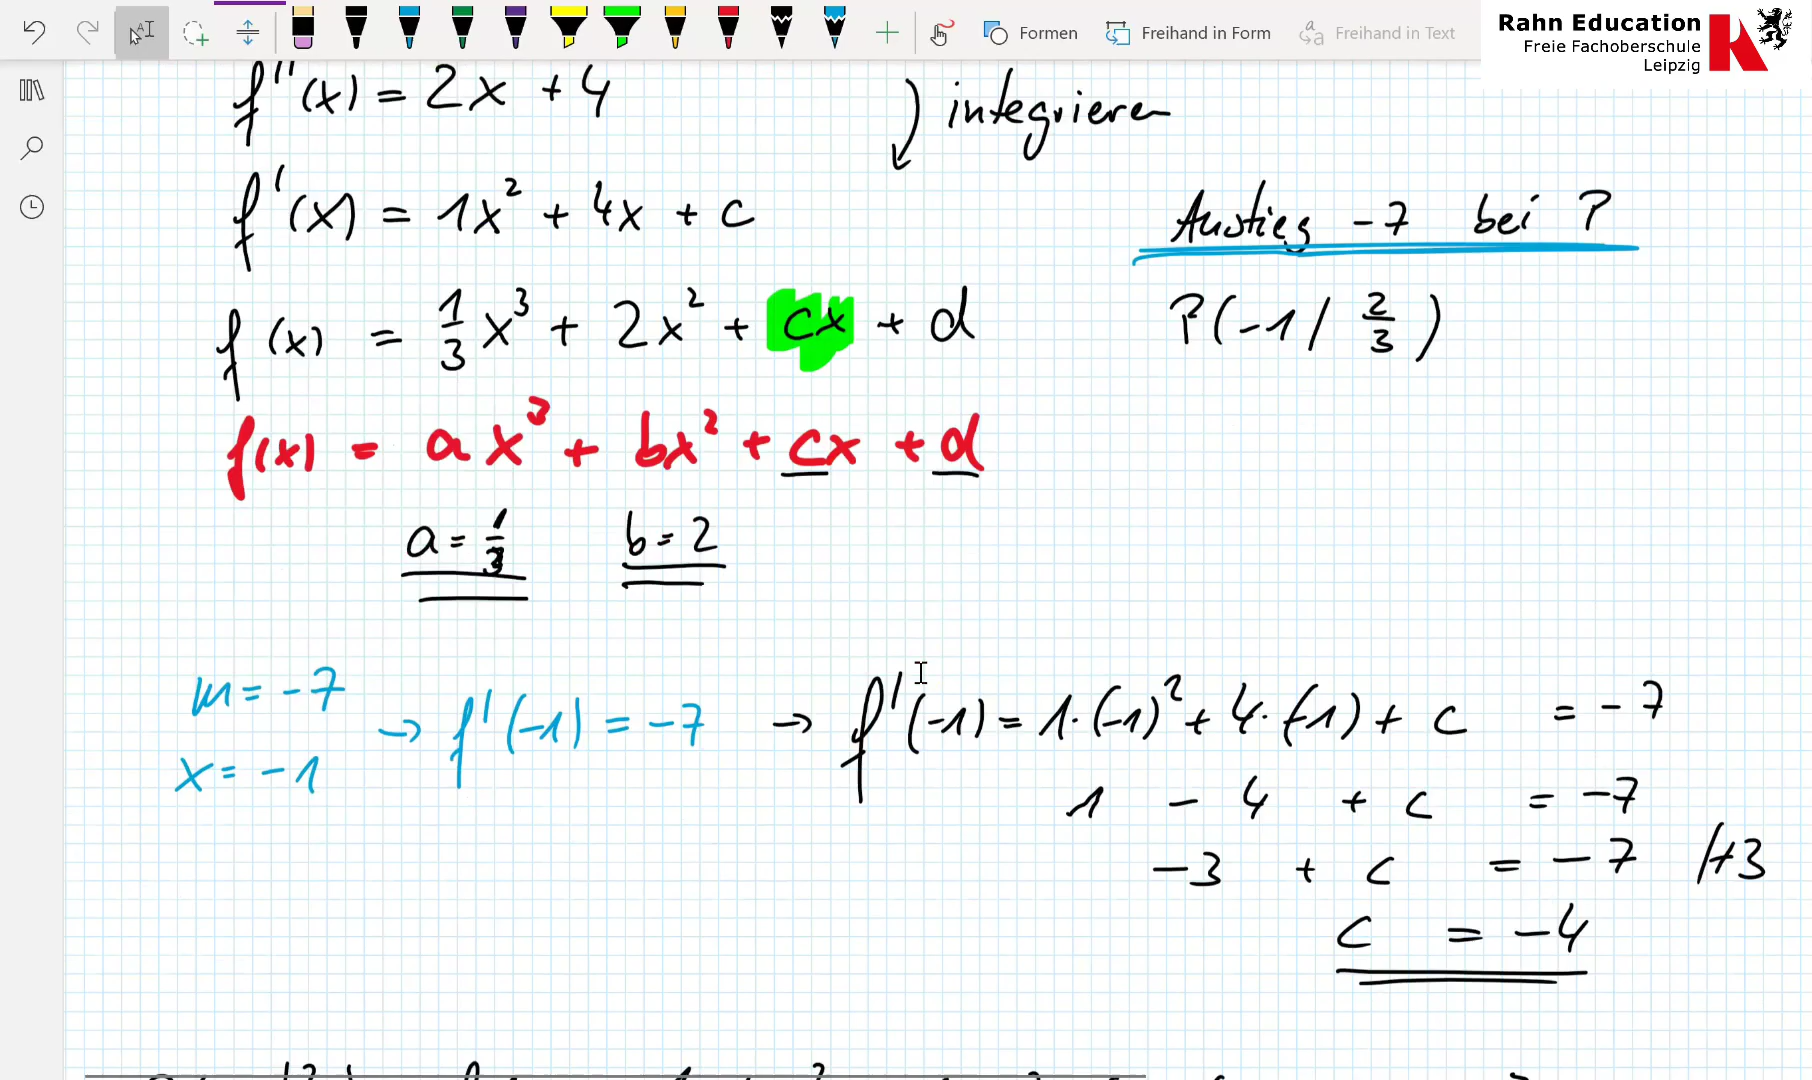 Formen
Freihand in Form
Freihand in Text
Rahn Education
Freie Fachoberschule
Leipzig
f''(x) = 2x + 4
integrieren
f'(x) = 1x² + 4x + c
Anstieg -7 bei P
f(x) = 1/3 x³ + 2x² + cx + d
P(-1 / 2/3)
f(x) = ax³ + bx² + cx + d
a = 1/3
b = 2
m = -7
x = -1
→ f'(-1) = -7
→ f'(-1) = 1·(-1)² + 4·(-1) + c = -7
1 - 4 + c = -7
-3 + c = -7 /+3
c = -4